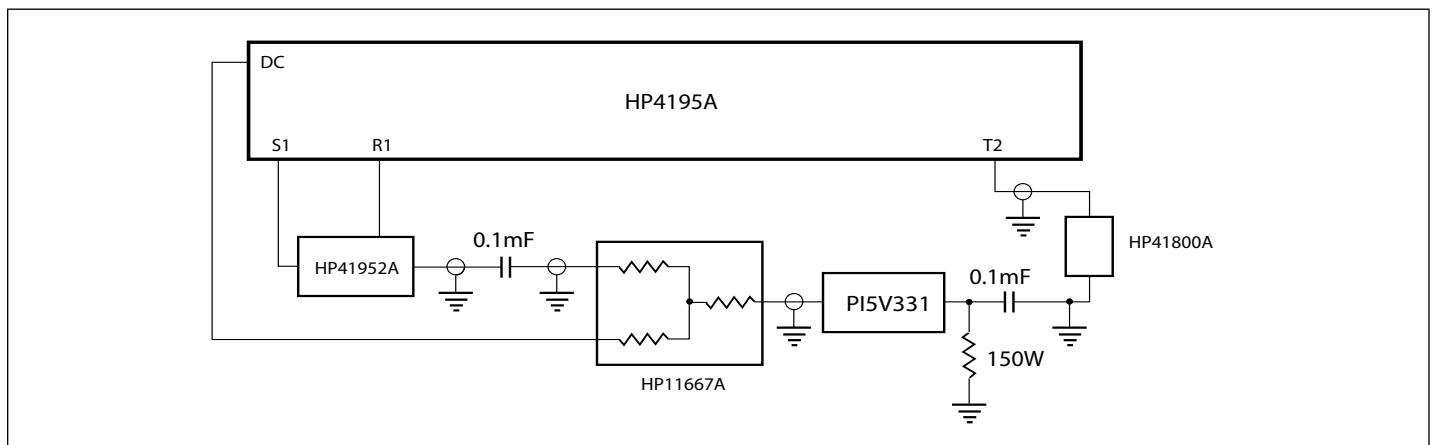 DC
HP4195A
S1
R1
T2
0.1mF
HP41952A
HP41800A
0.1mF
PI5V331
150W
HP11667A